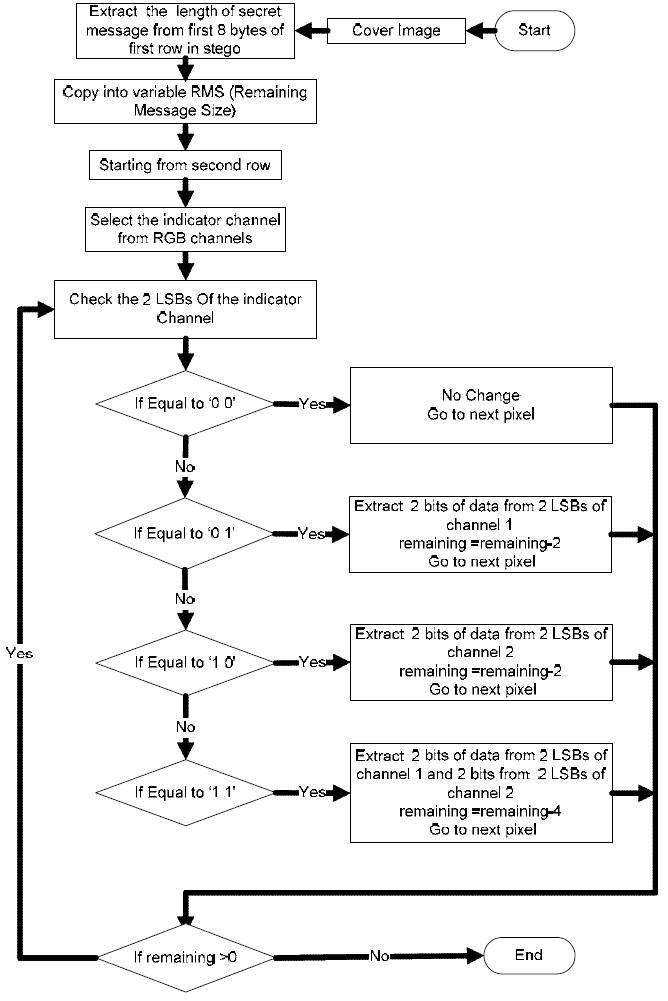 Extract the length of secret
message from first 8 bytes of
first row in stego
Cover Image
Start
Copy into variable RMS (Remaining
Message Size)
Starting from second row
Select the indicator channel
from RGB channels
Check the 2 LSBs Of the indicator
Channel
If Equal to ‘0 0’
Yes
No Change
Go to next pixel
No
If Equal to ‘0 1’
Yes
Extract 2 bits of data from 2 LSBs of
channel 1
remaining =remaining-2
Go to next pixel
No
If Equal to ‘1 0’
Yes
Extract 2 bits of data from 2 LSBs of
channel 2
remaining =remaining-2
Go to next pixel
Yes
No
If Equal to ‘1 1’
Yes
Extract 2 bits of data from 2 LSBs of
channel 1 and 2 bits from 2 LSBs of
channel 2
remaining =remaining-4
Go to next pixel
If remaining >0
No
End